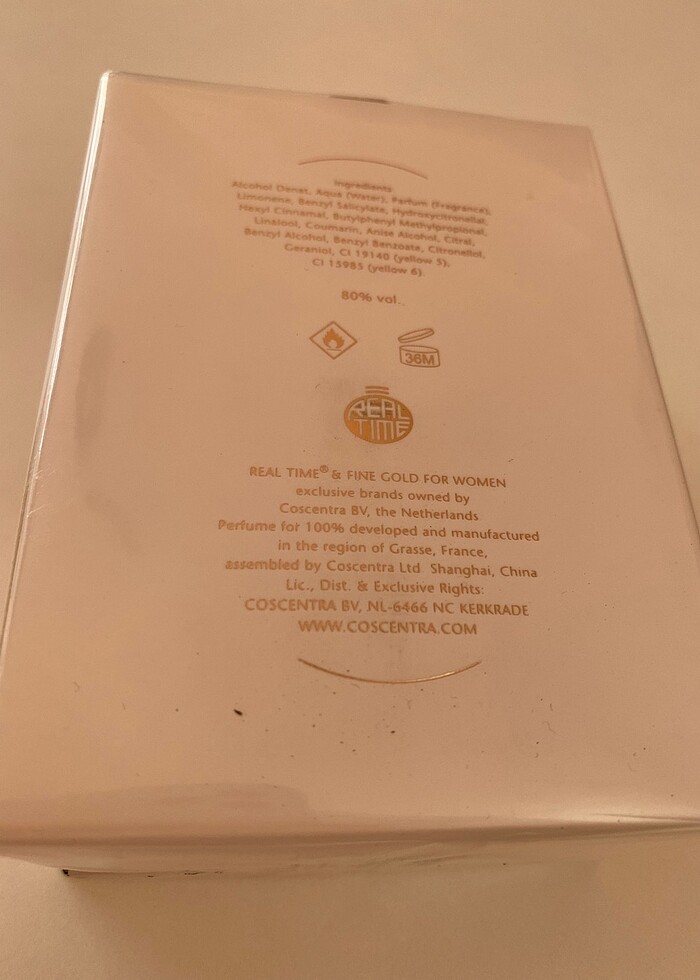 Ingredients:
Alcohol Denat, Aqua (Water), Parfum (Fragrance),
Limonene, Benzyl Salicylate, Hydroxycitronellal,
Hexyl Cinnamal, Butylphenyl Methylpropional,
Linalool, Coumarin, Anise Alcohol, Citral,
Benzyl Alcohol, Benzyl Benzoate, Citronellol,
Geraniol, CI 19140 (yellow 5),
CI 15985 (yellow 6)
80% vol.
36M
REAL
TIME
REAL TIME® & FINE GOLD FOR WOMEN
exclusive brands owned by
Coscentra BV, the Netherlands
Perfume for 100% developed and manufactured
in the region of Grasse, France,
assembled by Coscentra Ltd. Shanghai, China
Lic., Dist. & Exclusive Rights:
COSCENTRA BV, NL-6466 NC KERKRADE
WWW.COSCENTRA.COM